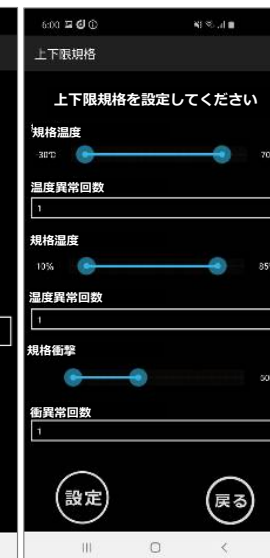 6:00
上下限規格
上下限規格を設定してください
規格温度
-30℃
70
温度異常回数
1
規格湿度
10%
85%
湿度異常回数
1
規格衝撃
50
衝異常回数
1
設定
戻る